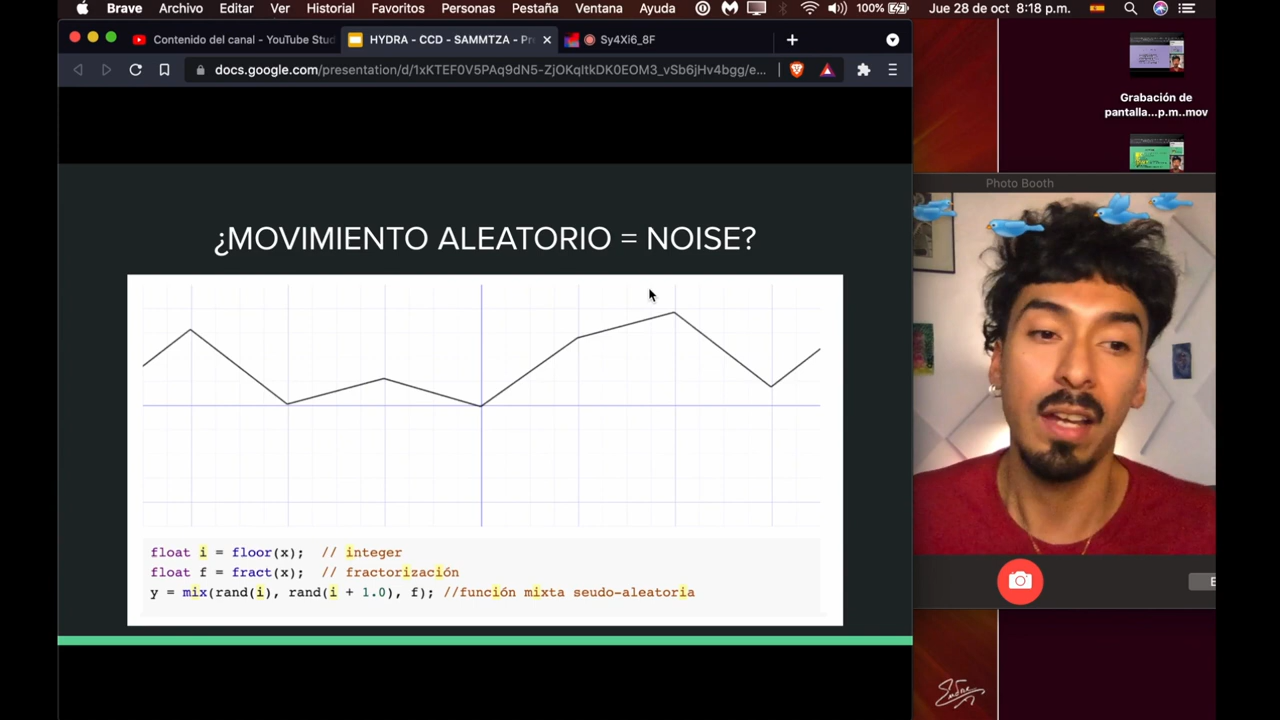 Brave Archivo Editar Ver Historial Favoritos Personas Pestaña Ventana Ayuda 100% Jue 28 de oct 8:18 p.m.
Contenido del canal - YouTube Stud
HYDRA - CCD - SAMMTZA - Pr
Sy4Xi6_8F
docs.google.com/presentation/d/1xKTEF0V5PAq9dN5-ZjOKqItkDK0EOM3_vSb6jHv4bgg/e...
Grabación de
pantalla...p.m..mov
Photo Booth
¿MOVIMIENTO ALEATORIO = NOISE?
float i = floor(x); // integer
float f = fract(x); // fractorización
y = mix(rand(i), rand(i + 1.0), f); //función mixta seudo-aleatoria